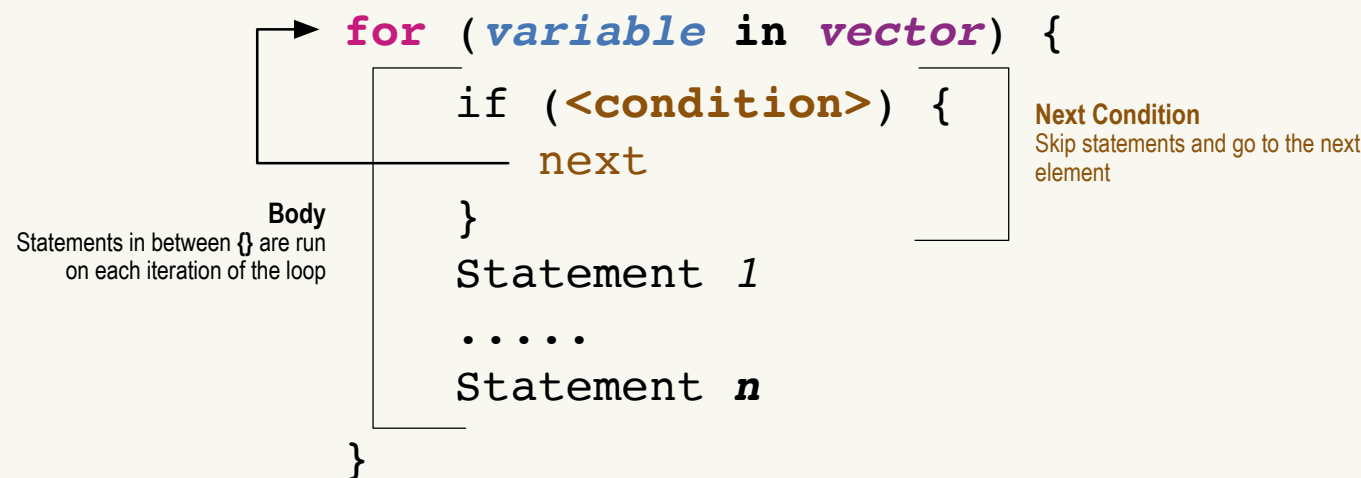 for (variable in vector) {
if (<condition>) {
next
}
Statement 1
.....
Statement n
}
Next Condition
Skip statements and go to the next
element
Body
Statements in between {} are run
on each iteration of the loop